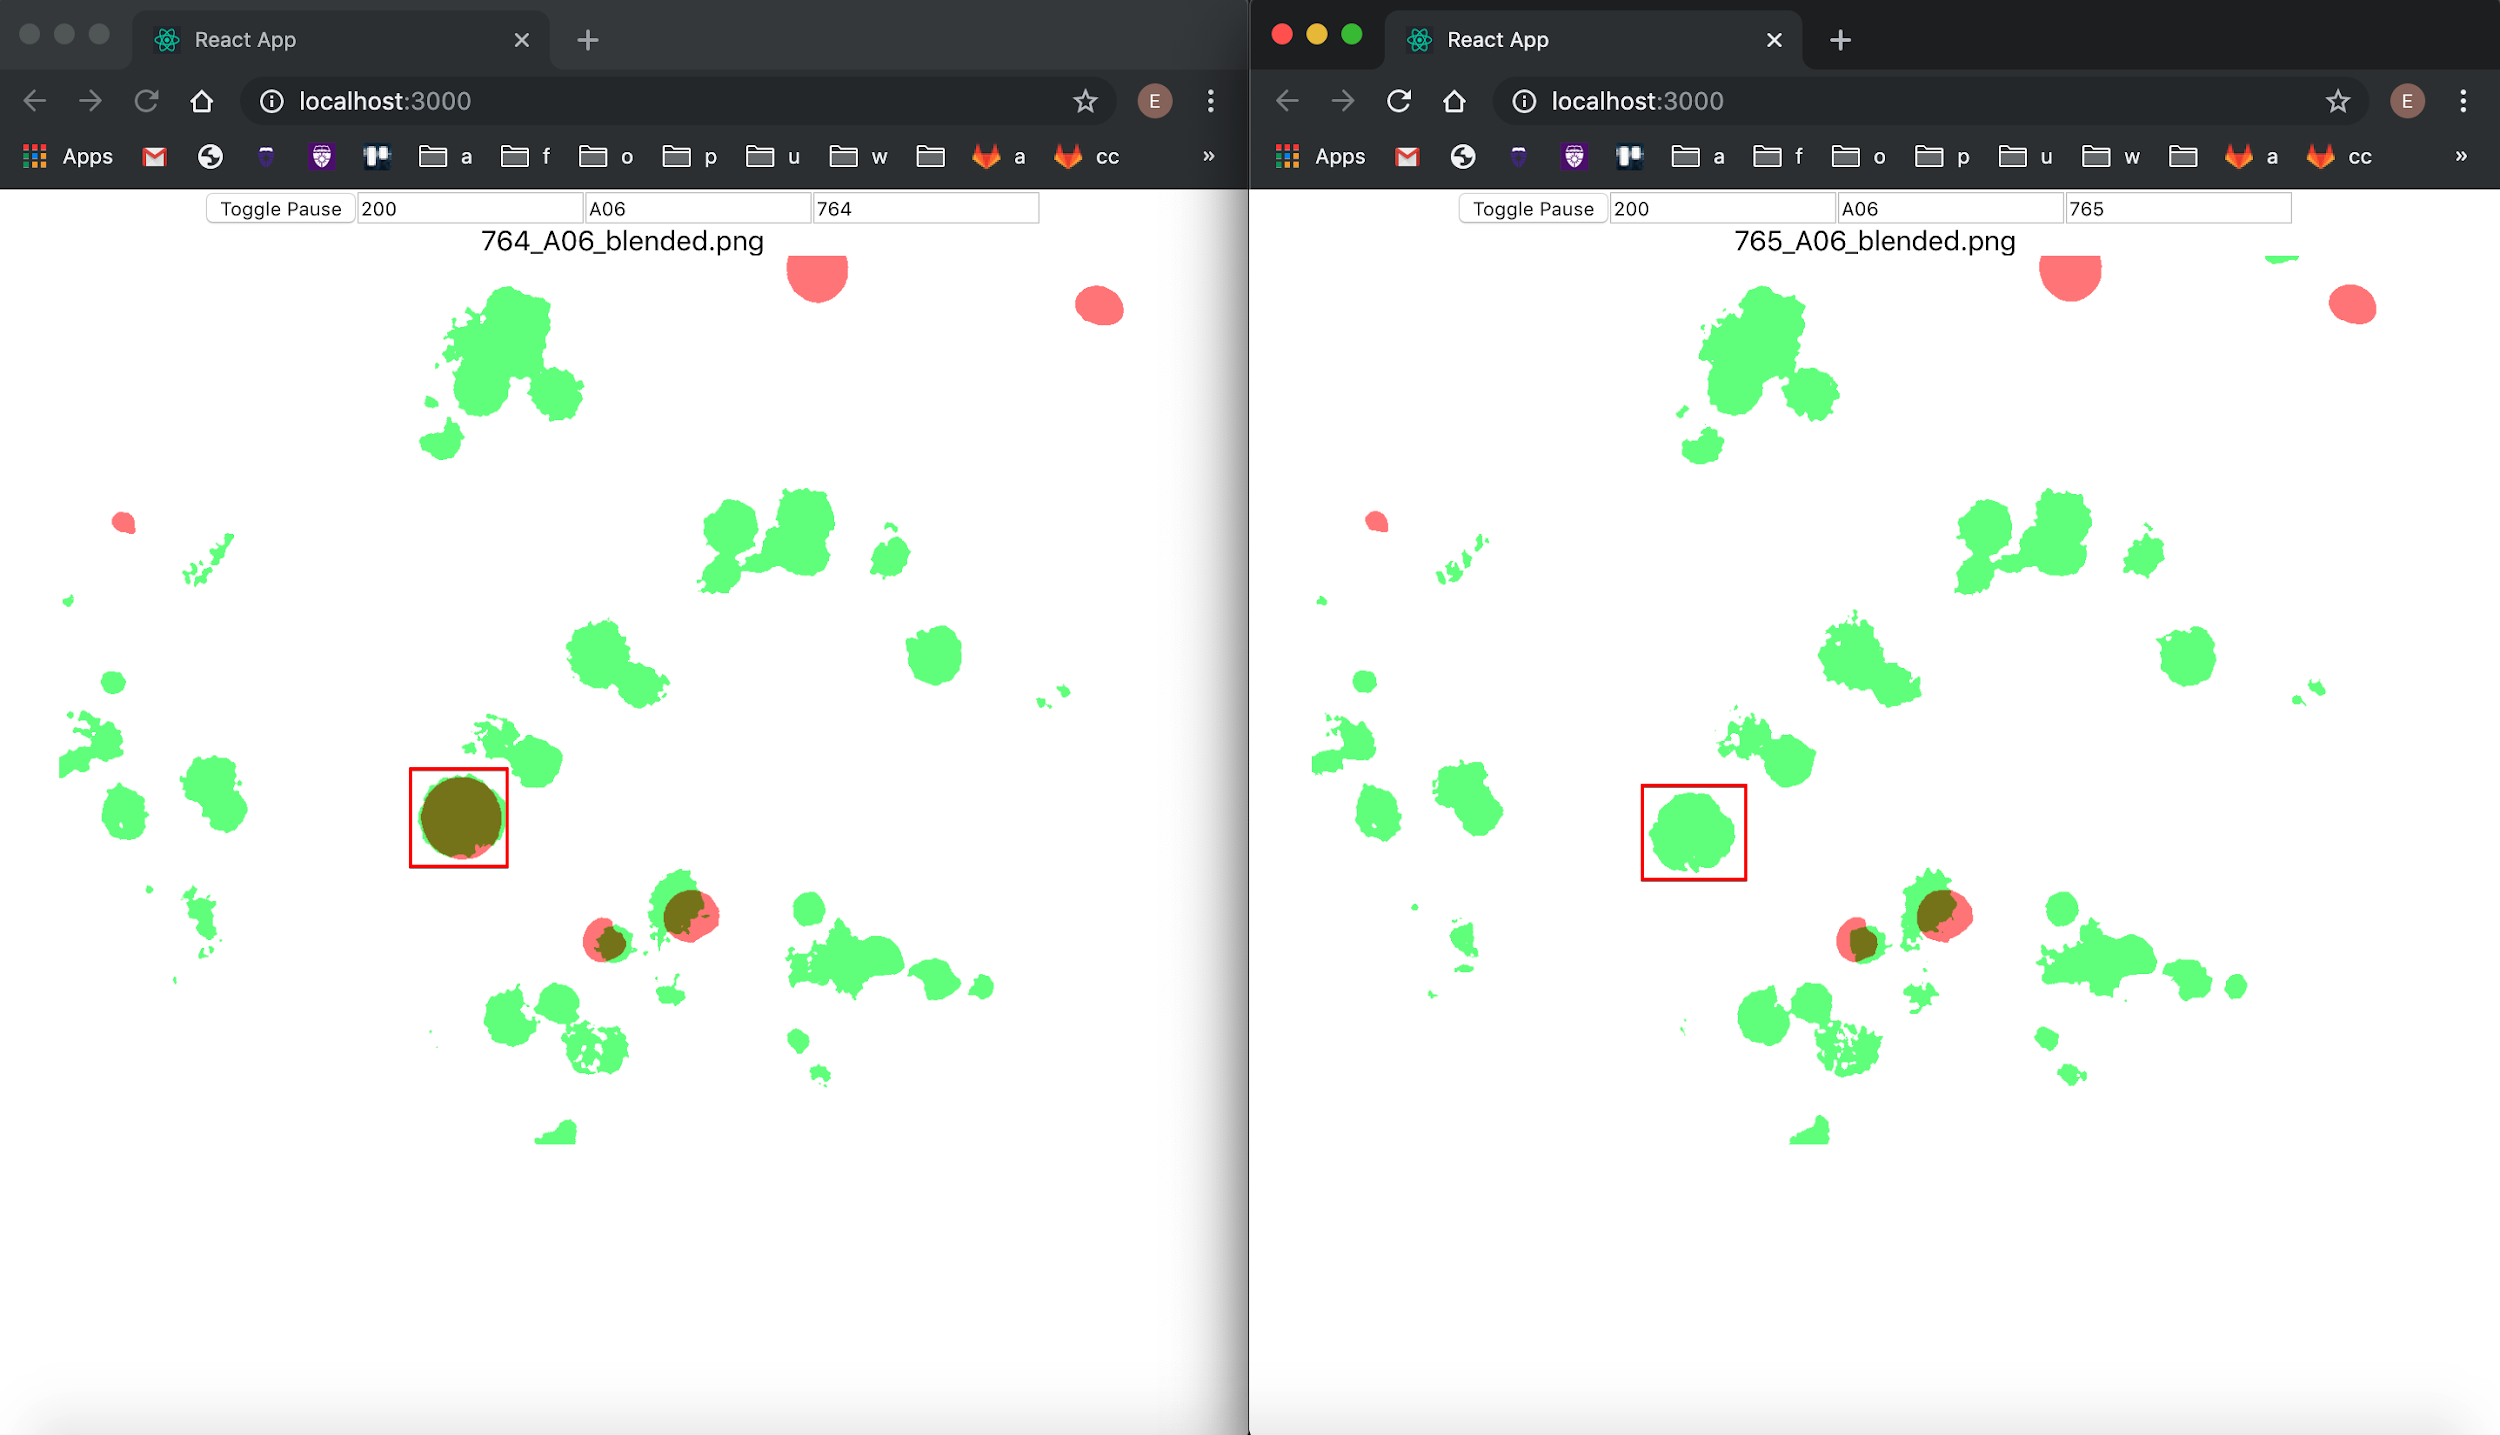 React App
localhost:3000
E
Apps a f o p u w a cc »
Toggle Pause 200 A06 764
764_A06_blended.png
React App
localhost:3000
E
Apps a f o p u w a cc »
Toggle Pause 200 A06 765
765_A06_blended.png